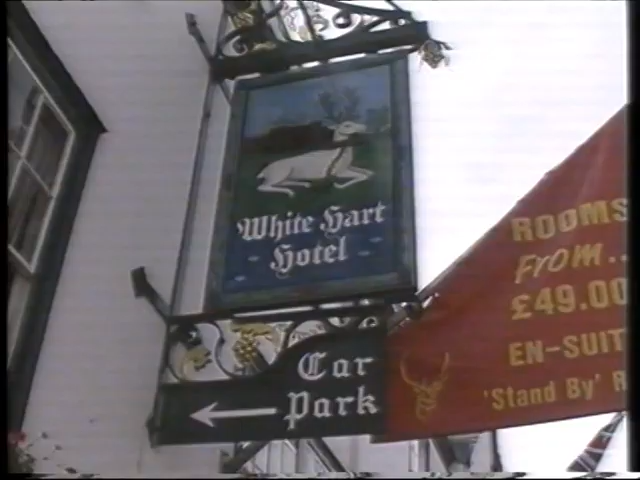 White Hart
Hotel
Car
Park
ROOMS
From..
£49.00
EN-SUIT
'Stand By' R